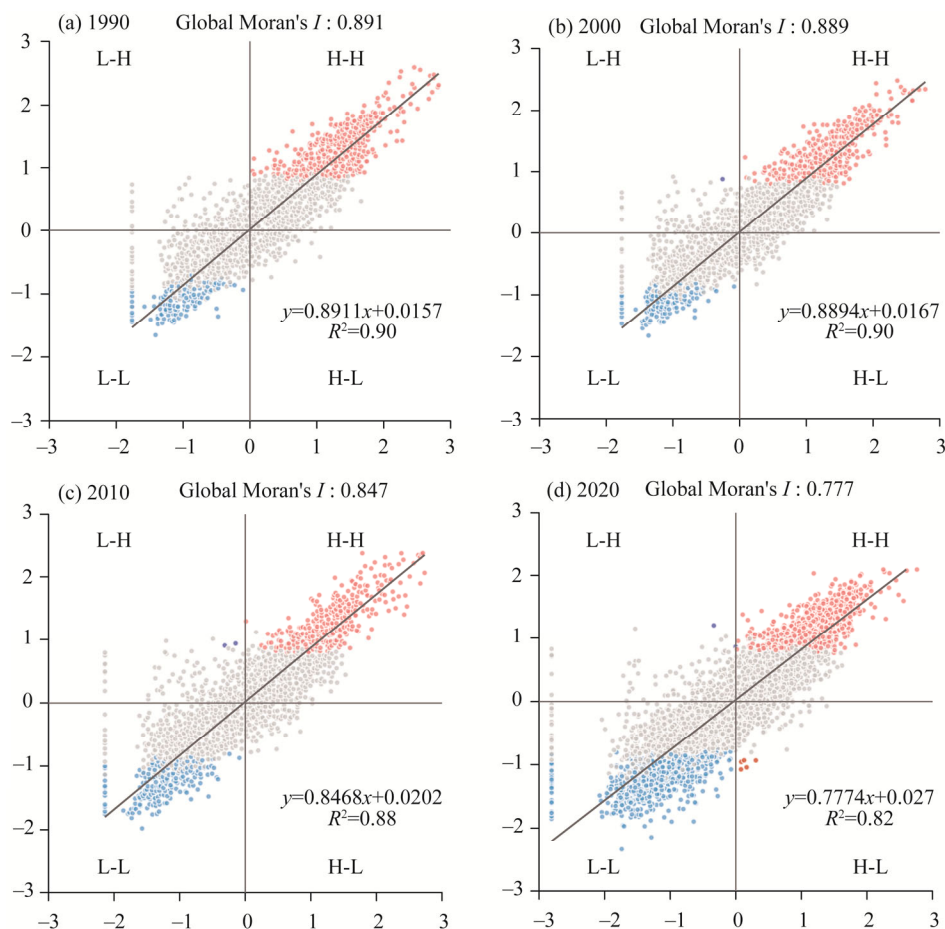 (a) 1990 Global Moran's I : 0.891
3
L-H H-H
2
1
0
−1
y=0.8911x+0.0157
R²=0.90
−2
L-L H-L
−3
−3 −2 −1 0 1 2 3
(b) 2000 Global Moran's I : 0.889
3
L-H H-H
2
1
0
−1
y=0.8894x+0.0167
R²=0.90
−2
L-L H-L
−3
−3 −2 −1 0 1 2 3
(c) 2010 Global Moran's I : 0.847
3
L-H H-H
2
1
0
−1
y=0.8468x+0.0202
R²=0.88
−2
L-L H-L
−3
−3 −2 −1 0 1 2 3
(d) 2020 Global Moran's I : 0.777
3
L-H H-H
2
1
0
−1
y=0.7774x+0.027
R²=0.82
−2
L-L H-L
−3
−3 −2 −1 0 1 2 3